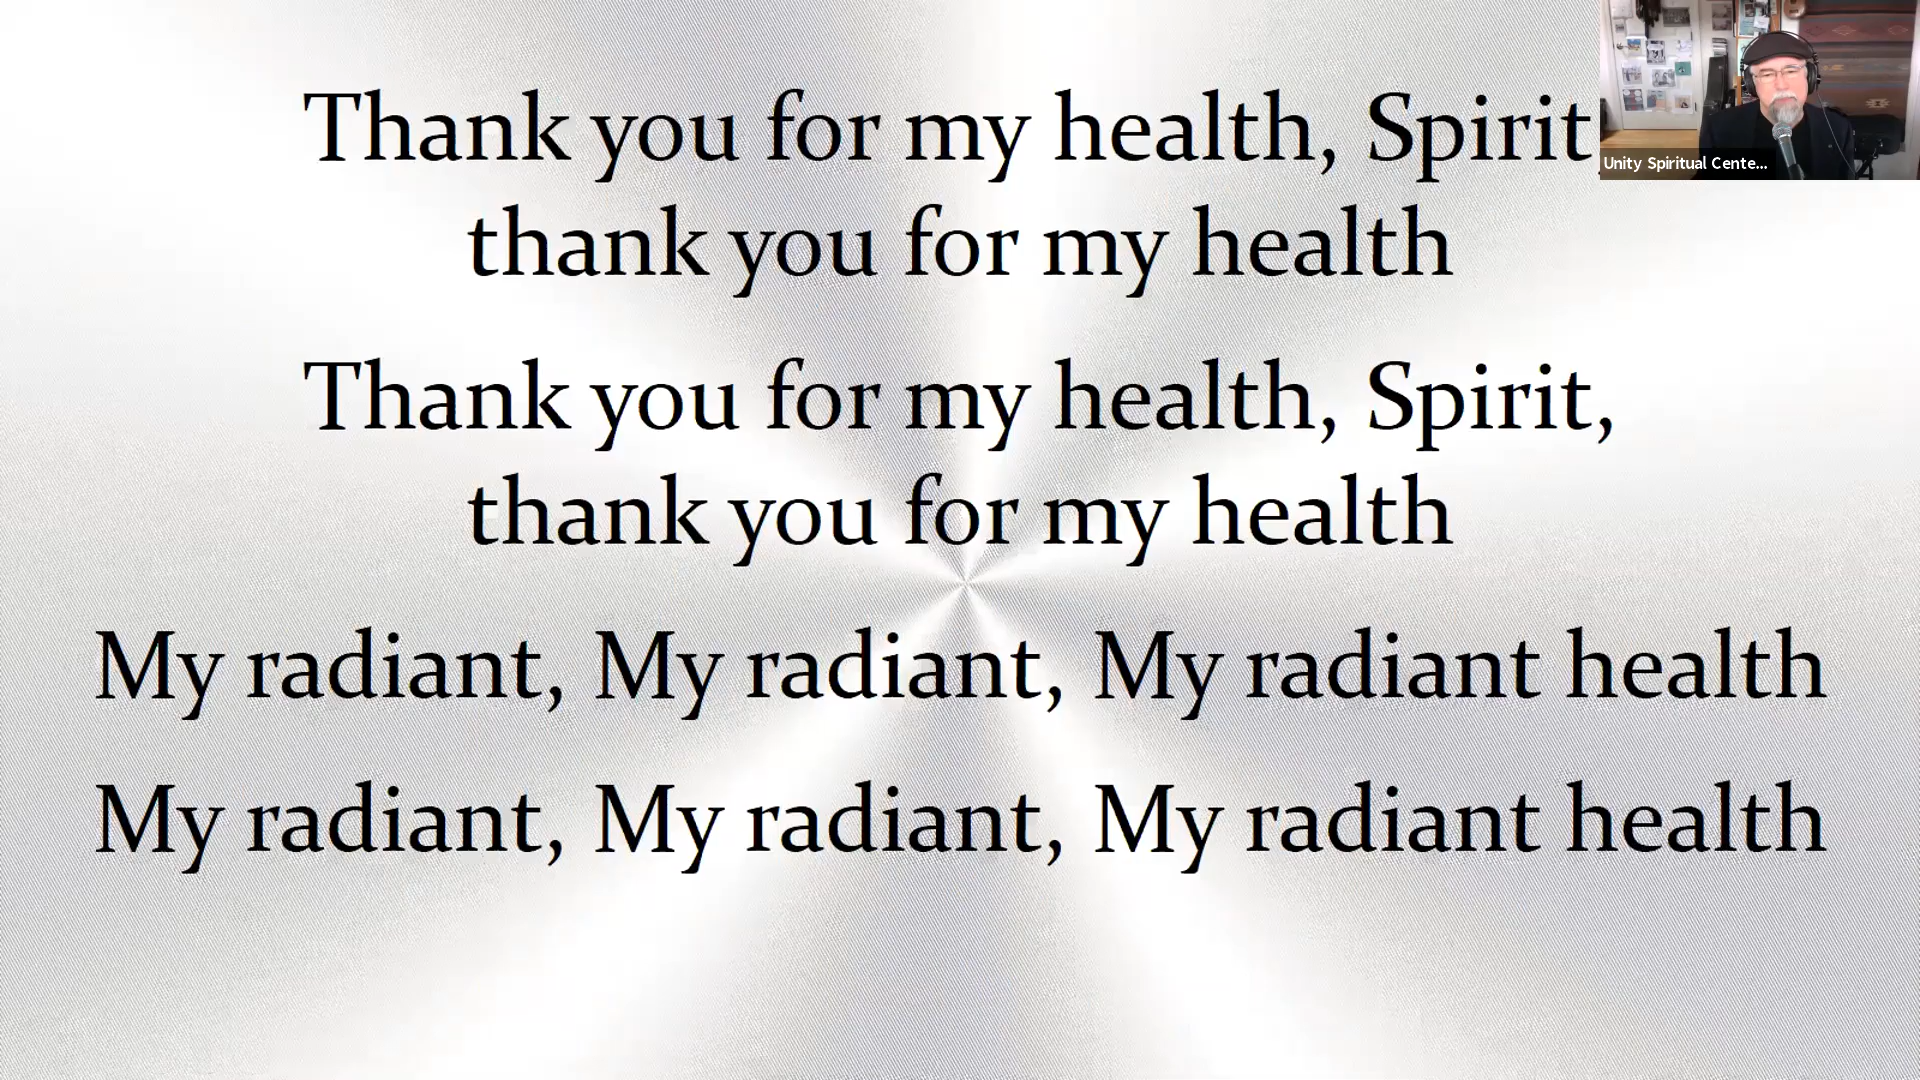 Thank you for my health, Spirit,
thank you for my health
Thank you for my health, Spirit,
thank you for my health
My radiant, My radiant, My radiant health
My radiant, My radiant, My radiant health
Unity Spiritual Cente...